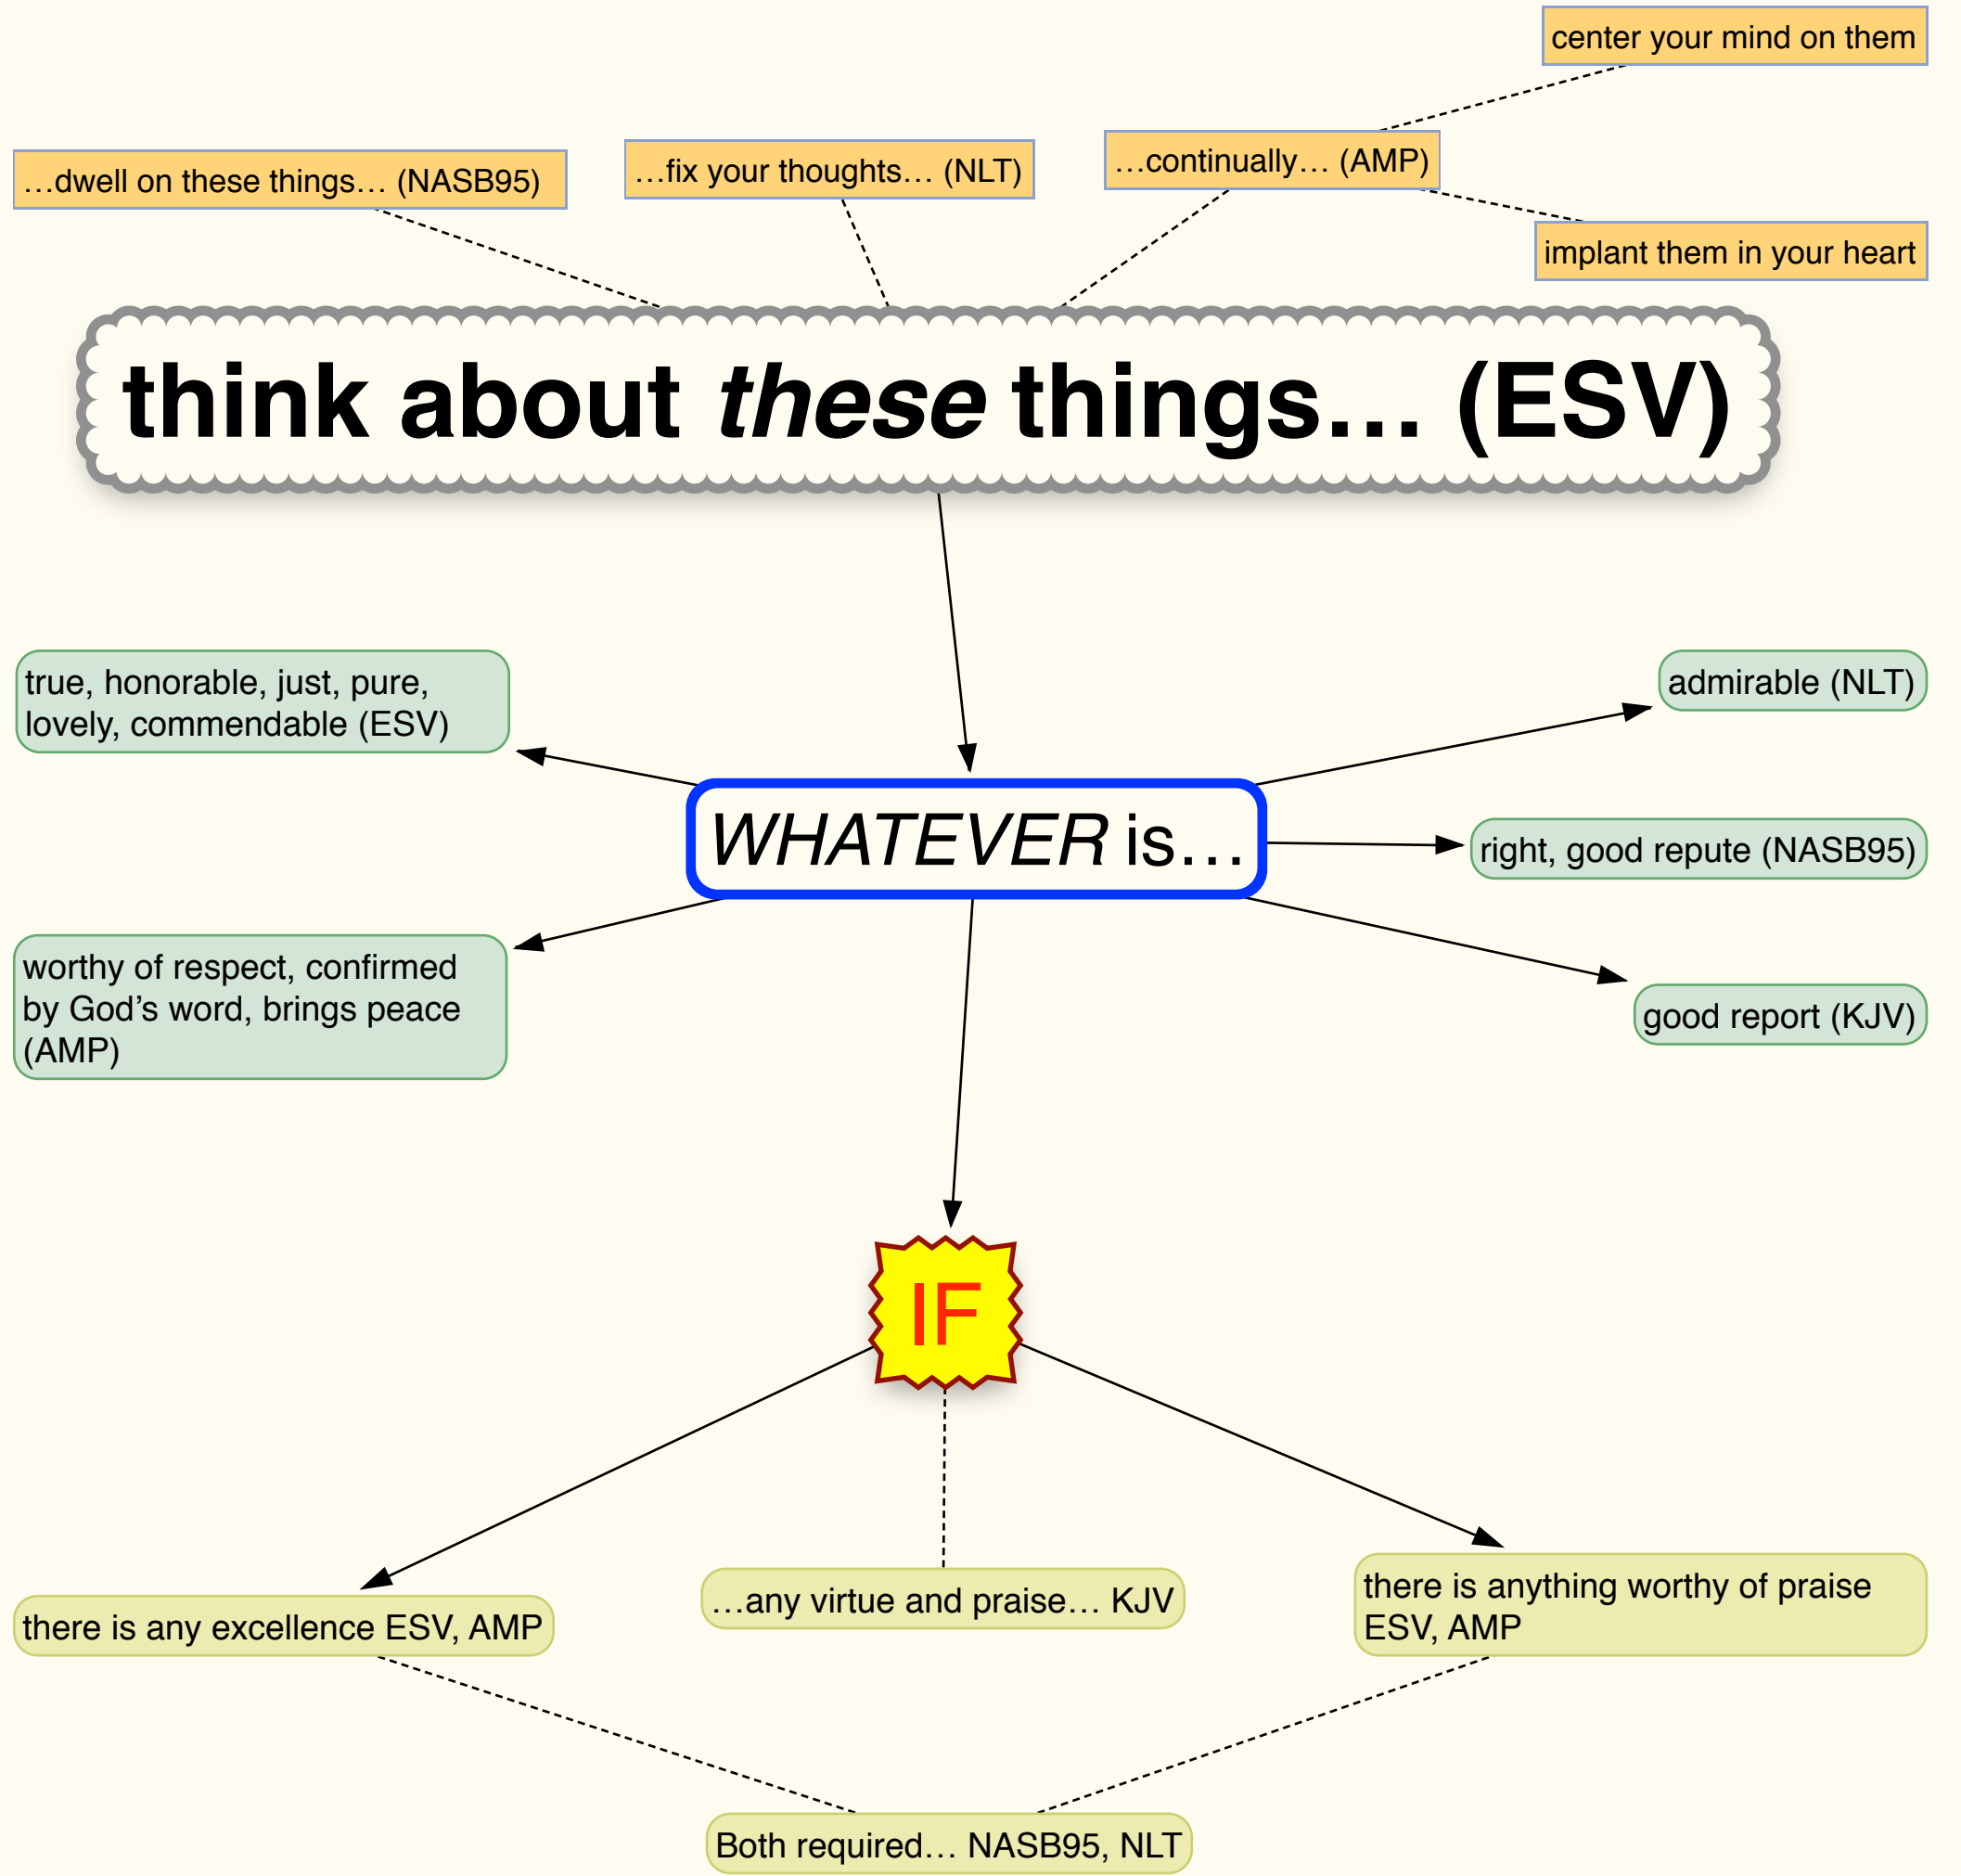 center your mind on them
…dwell on these things… (NASB95)
…fix your thoughts… (NLT)
…continually… (AMP)
implant them in your heart
think about these things… (ESV)
true, honorable, just, pure,
lovely, commendable (ESV)
admirable (NLT)
WHATEVER is…
right, good repute (NASB95)
worthy of respect, confirmed
by God’s word, brings peace
(AMP)
good report (KJV)
IF
there is any excellence ESV, AMP
…any virtue and praise… KJV
there is anything worthy of praise
ESV, AMP
Both required… NASB95, NLT